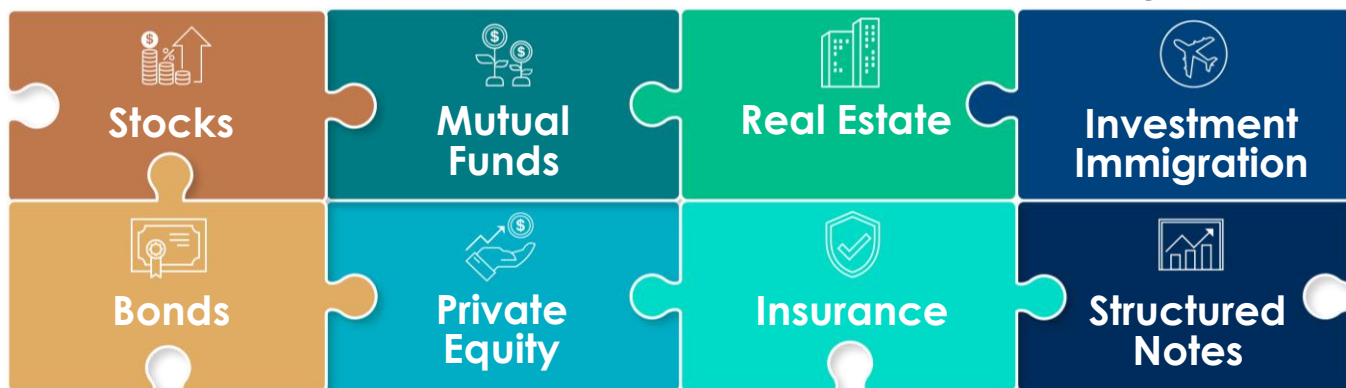 Stocks
Mutual
Funds
Real Estate
Investment
Immigration
Bonds
Private
Equity
Insurance
Structured
Notes